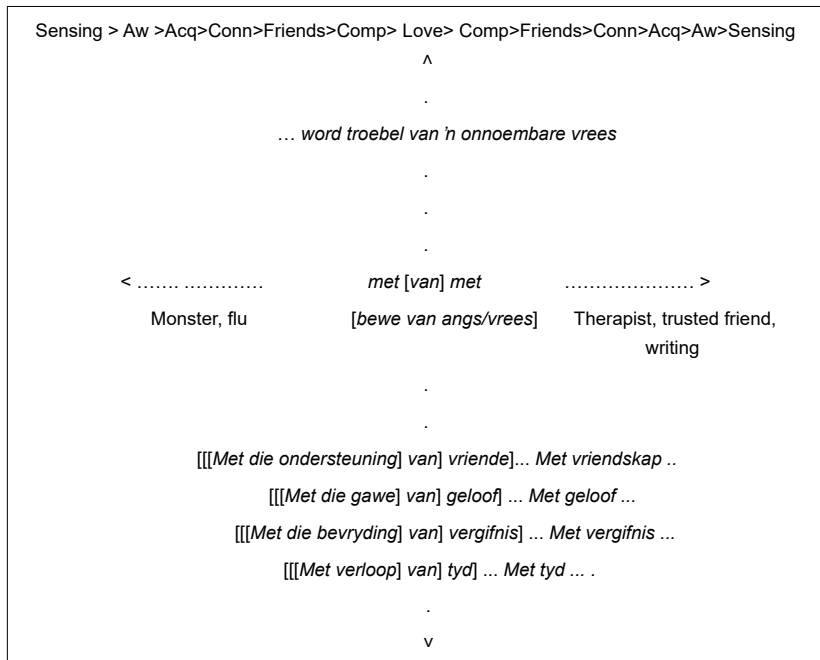 Sensing > Aw >Acq>Conn>Friends>Comp> Love> Comp>Friends>Conn>Acq>Aw>Sensing
^
.
… word troebel van 'n onnoembare vrees
.
.
.
< ……. …………. met [van] met ………………… >
Monster, flu [bewe van angs/vrees] Therapist, trusted friend,
writing
.
.
[[[Met die ondersteuning] van] vriende]... Met vriendskap ..
[[[Met die gawe] van] geloof] ... Met geloof ...
[[[Met die bevryding] van] vergifnis] ... Met vergifnis ...
[[[Met verloop] van] tyd] ... Met tyd ... .
.
v